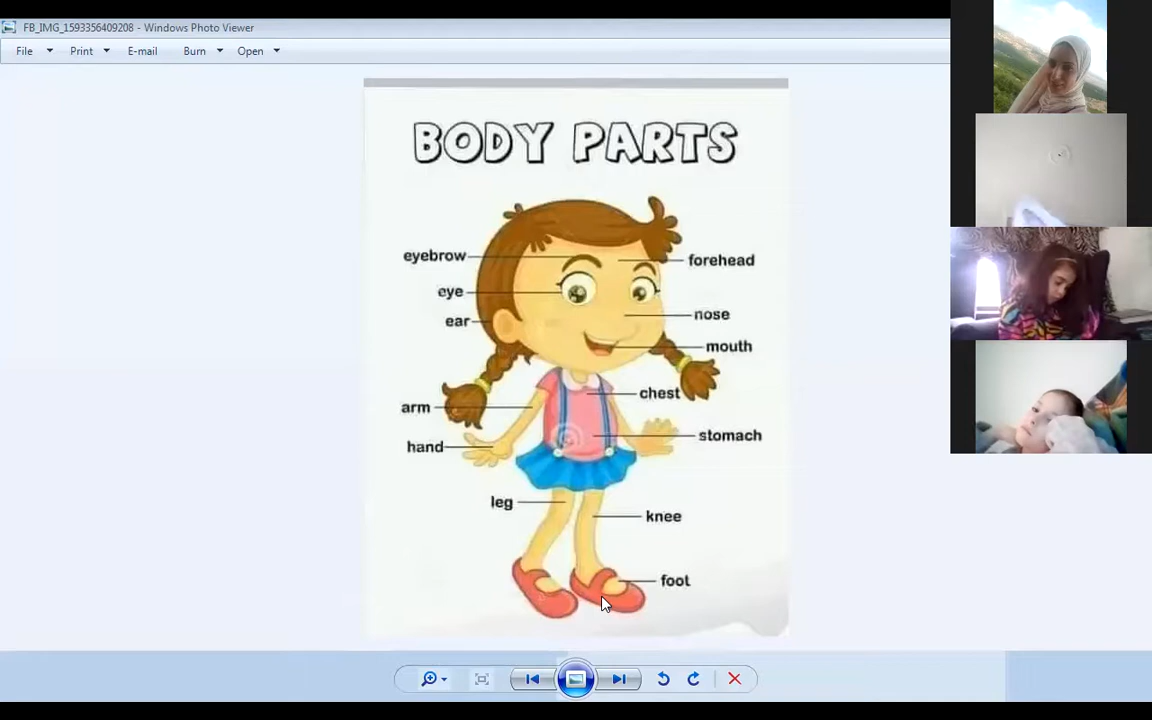 FB_IMG_1593356409208 - Windows Photo Viewer
File Print E-mail Burn Open
BODY PARTS
eyebrow
forehead
eye
nose
ear
mouth
chest
arm
stomach
hand
leg
knee
foot